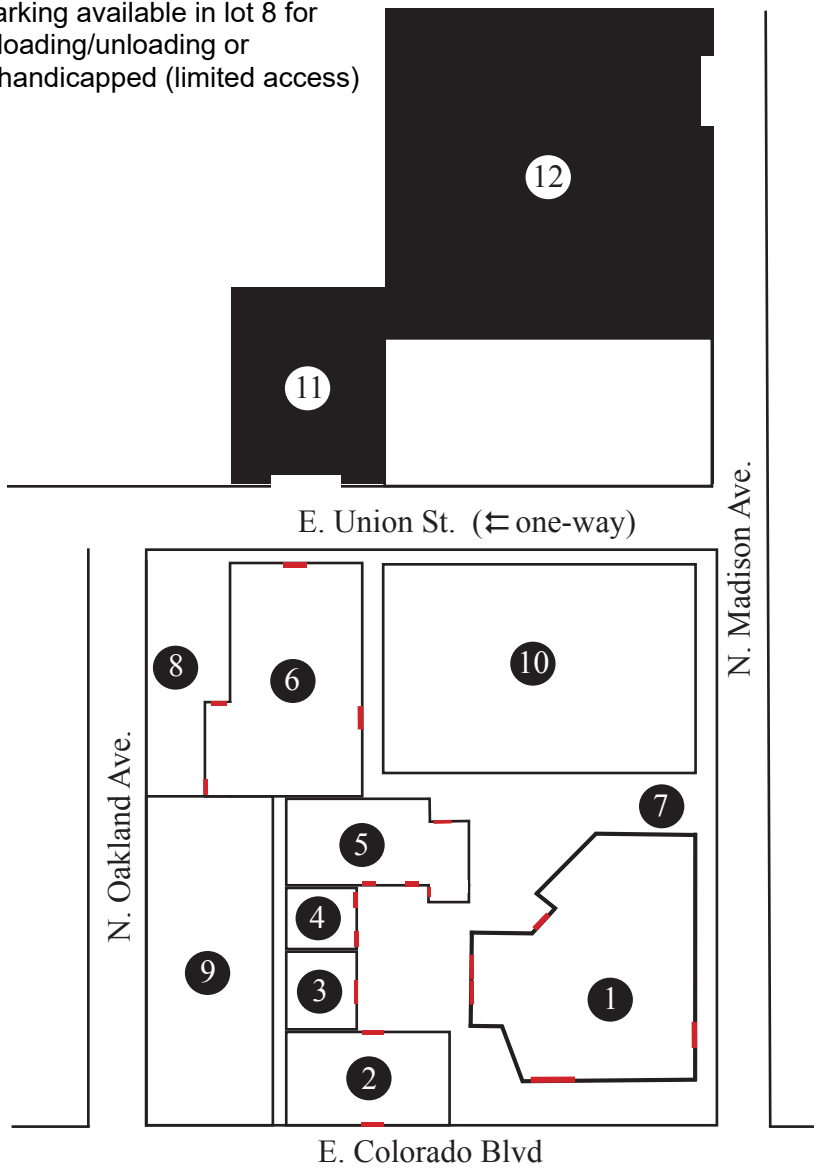 arking available in lot 8 for
loading/unloading or
handicapped (limited access)
12
11
E. Union St. (⇇ one-way)
N. Madison Ave.
8
6
10
N. Oakland Ave.
7
5
4
9
3
1
2
E. Colorado Blvd